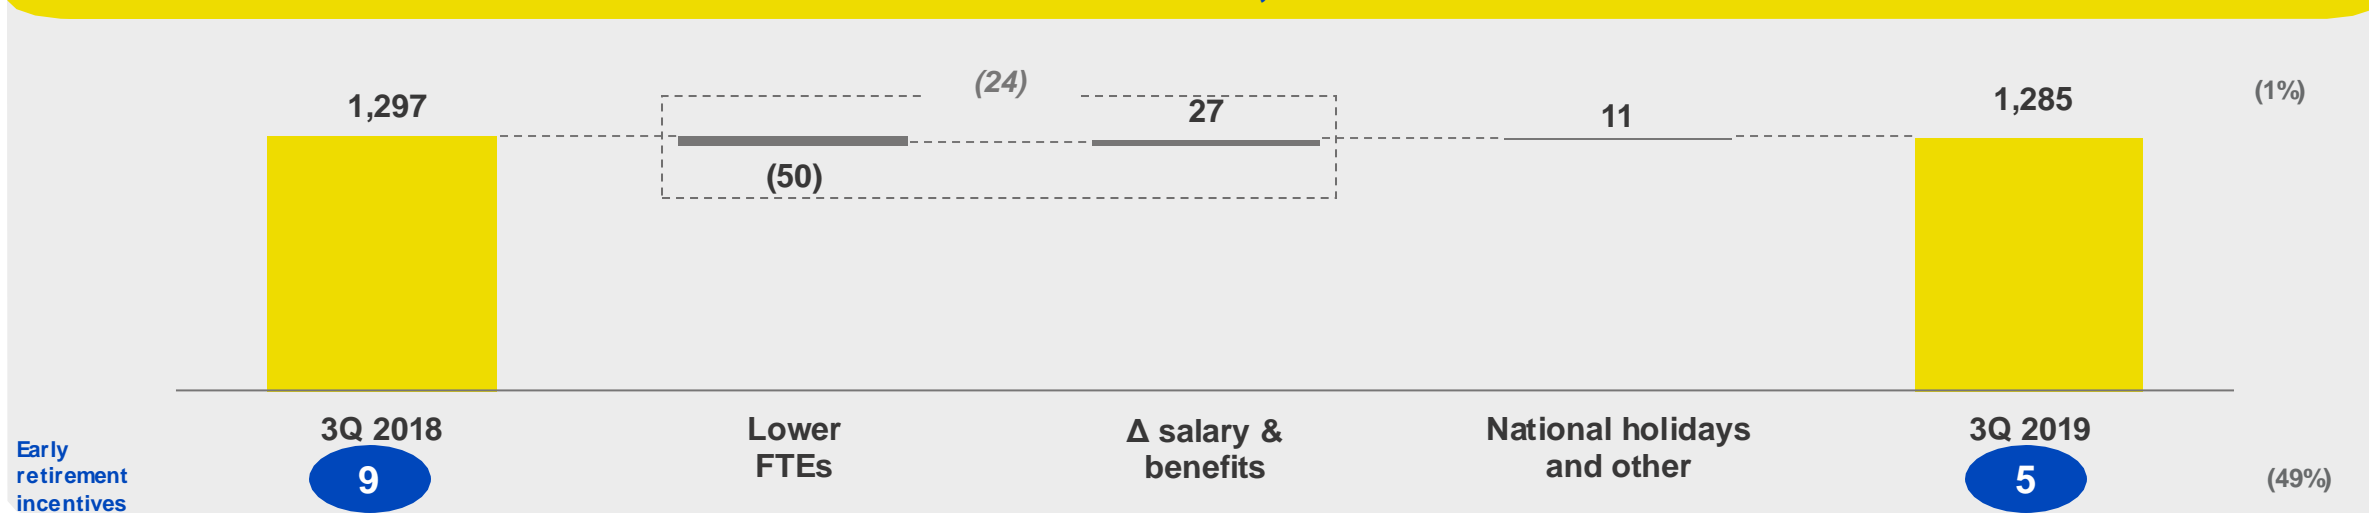 (24)
1,297
27
11
1,285
(1%)
(50)
3Q 2018
Lower
FTEs
Δ salary &
benefits
National holidays
and other
3Q 2019
Early
retirement
incentives
9
5
(49%)